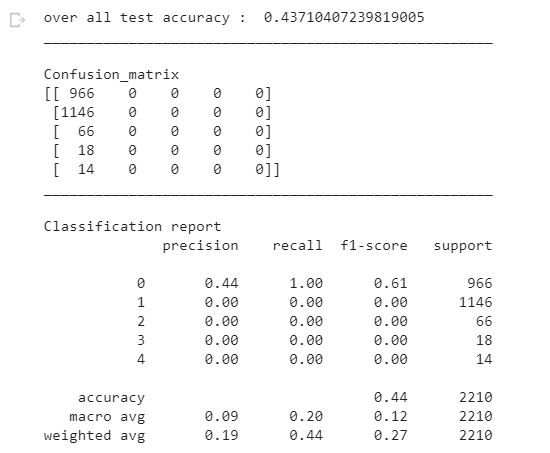 over all test accuracy :  0.43710407239819005
_____________________________________________________
Confusion_matrix
[[ 966    0    0    0    0]
 [1146    0    0    0    0]
 [  66    0    0    0    0]
 [  18    0    0    0    0]
 [  14    0    0    0    0]]
_____________________________________________________
Classification report
              precision    recall  f1-score   support
           0       0.44      1.00      0.61       966
           1       0.00      0.00      0.00      1146
           2       0.00      0.00      0.00        66
           3       0.00      0.00      0.00        18
           4       0.00      0.00      0.00        14
    accuracy                           0.44      2210
   macro avg       0.09      0.20      0.12      2210
weighted avg       0.19      0.44      0.27      2210